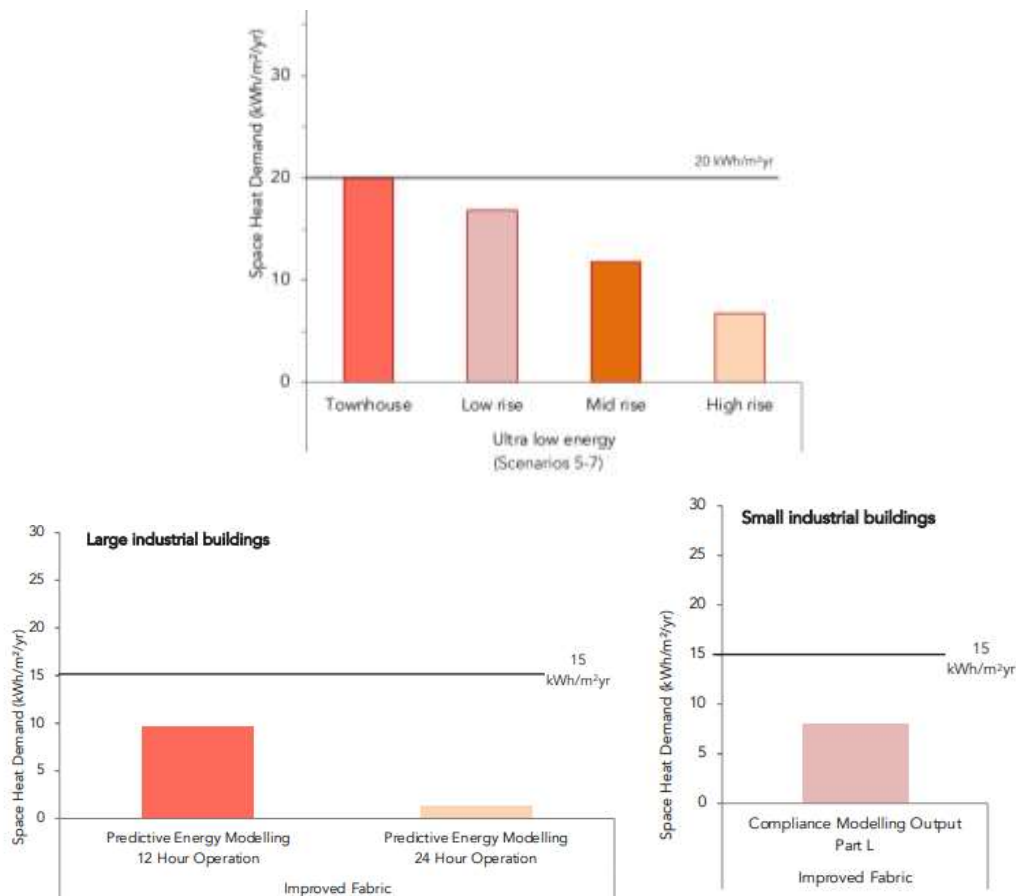 Space Heat Demand (kWh/m²/yr)
30
20
10
0
20 kWh/m²yr
Townhouse
Low rise
Mid rise
High rise
Ultra low energy
(Scenarios 5-7)
Large industrial buildings
Space Heat Demand (kWh/m²/yr)
30
25
20
15
10
5
0
15
kWh/m²yr
Predictive Energy Modelling
12 Hour Operation
Predictive Energy Modelling
24 Hour Operation
Improved Fabric
Small industrial buildings
Space Heat Demand (kWh/m²/yr)
30
25
20
15
10
5
0
15
kWh/m²yr
Compliance Modelling Output
Part L
Improved Fabric